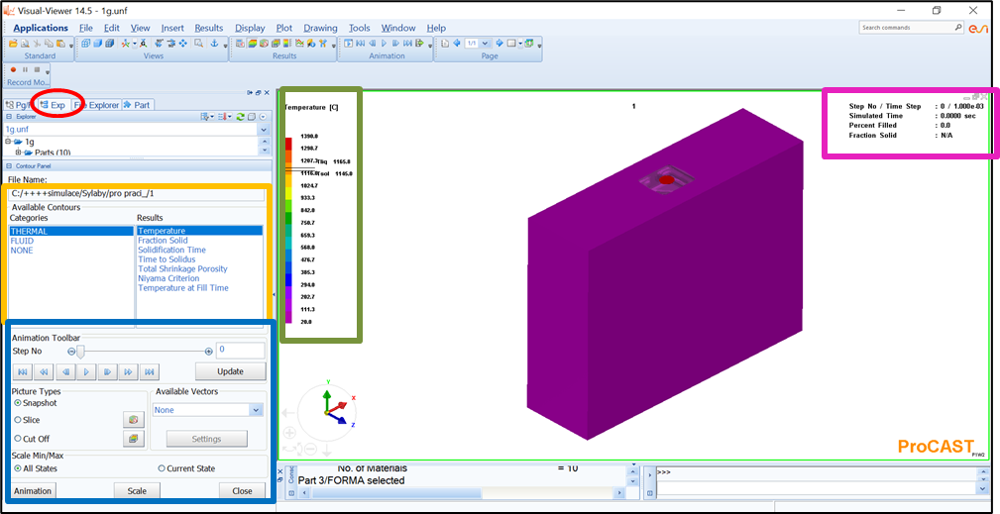 Visual-Viewer 14.5 - 1g.unf
Applications File Edit View Insert Results Display Plot Drawing Tools Window Help
Search commands
esi
1/1
Standard Views Results Animation Page
Record Mo...
Pg/ Exp File Explorer Part
Explorer
1g.unf
1g
Parts (10)
Contour Panel
File Name:
C:/++++simulace/Sylaby/pro praci_/1
Available Contours
Categories Results
THERMAL Temperature
FLUID Fraction Solid
NONE Solidification Time
Time to Solidus
Total Shrinkage Porosity
Niyama Criterion
Temperature at Fill Time
Animation Toolbar
Step No 0
Update
Picture Types Available Vectors
Snapshot None
Slice
Cut Off Settings
Scale Min/Max
All States Current State
Animation Scale Close
Temperature [C]
1390.0
1298.7
1207.3 Tliq 1165.0
1116.0 Tsol 1145.0
1024.7
933.3
842.0
750.7
659.3
568.0
476.7
385.3
294.0
202.7
111.3
20.0
1
Step No / Time Step : 0 / 1.000e-03
Simulated Time : 0.0000 sec
Percent Filled : 0.0
Fraction Solid : N/A
Y
X
Z
ProCAST
P1W2
No. of Materials = 10
Part 3/FORMA selected
>>>